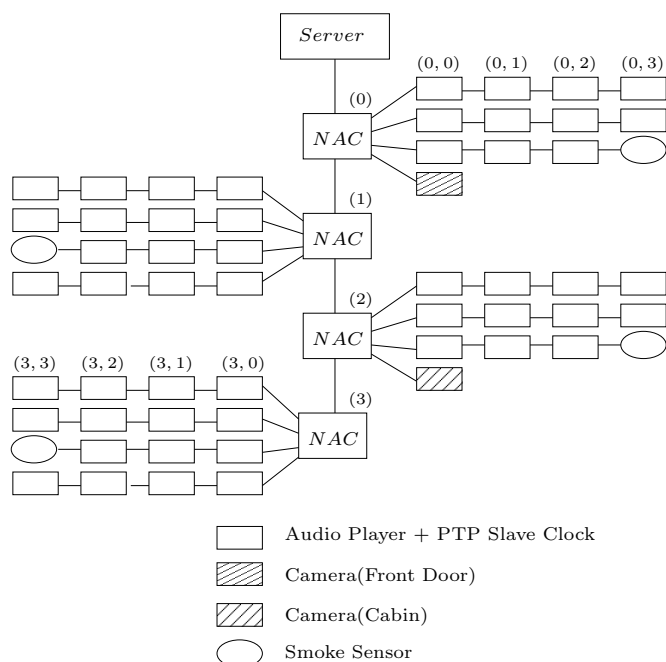 Server
(0, 0) (0, 1) (0, 2) (0, 3)
(0)
NAC
(1)
NAC
(2)
NAC
(3, 3) (3, 2) (3, 1) (3, 0)
(3)
NAC
Audio Player + PTP Slave Clock
Camera(Front Door)
Camera(Cabin)
Smoke Sensor